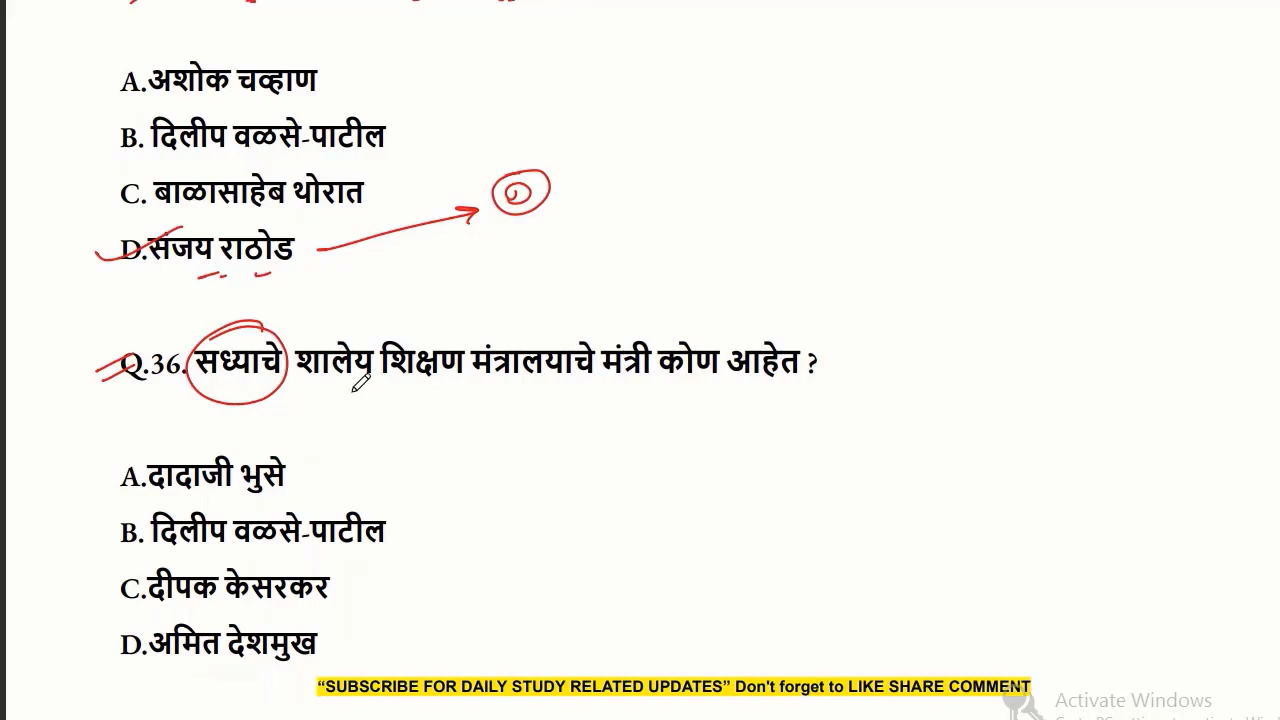 A.अशोक चव्हाण
B. दिलीप वळसे-पाटील
C. बाळासाहेब थोरात
D.संजय राठोड
Q.36. सध्याचे शालेय शिक्षण मंत्रालयाचे मंत्री कोण आहेत ?
A.दादाजी भुसे
B. दिलीप वळसे-पाटील
C.दीपक केसरकर
D.अमित देशमुख
“SUBSCRIBE FOR DAILY STUDY RELATED UPDATES” Don't forget to LIKE SHARE COMMENT
Activate Windows